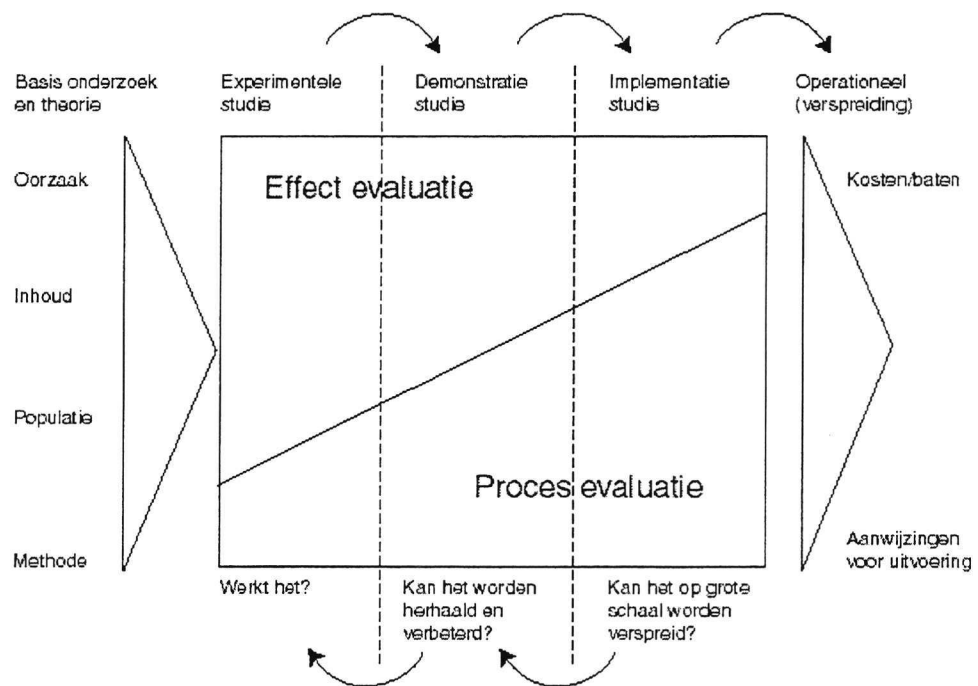 Basis onderzoek
en theorie
Experimentele
studie
Demonstratie
studie
Implementatie
studie
Operationeel
(verspreiding)
Oorzaak
Inhoud
Populatie
Methode
Effect evaluatie
Proces evaluatie
Kosten/baten
Aanwijzingen
voor uitvoering
Werkt het?
Kan het worden
herhaald en
verbeterd?
Kan het op grote
schaal worden
verspreid?